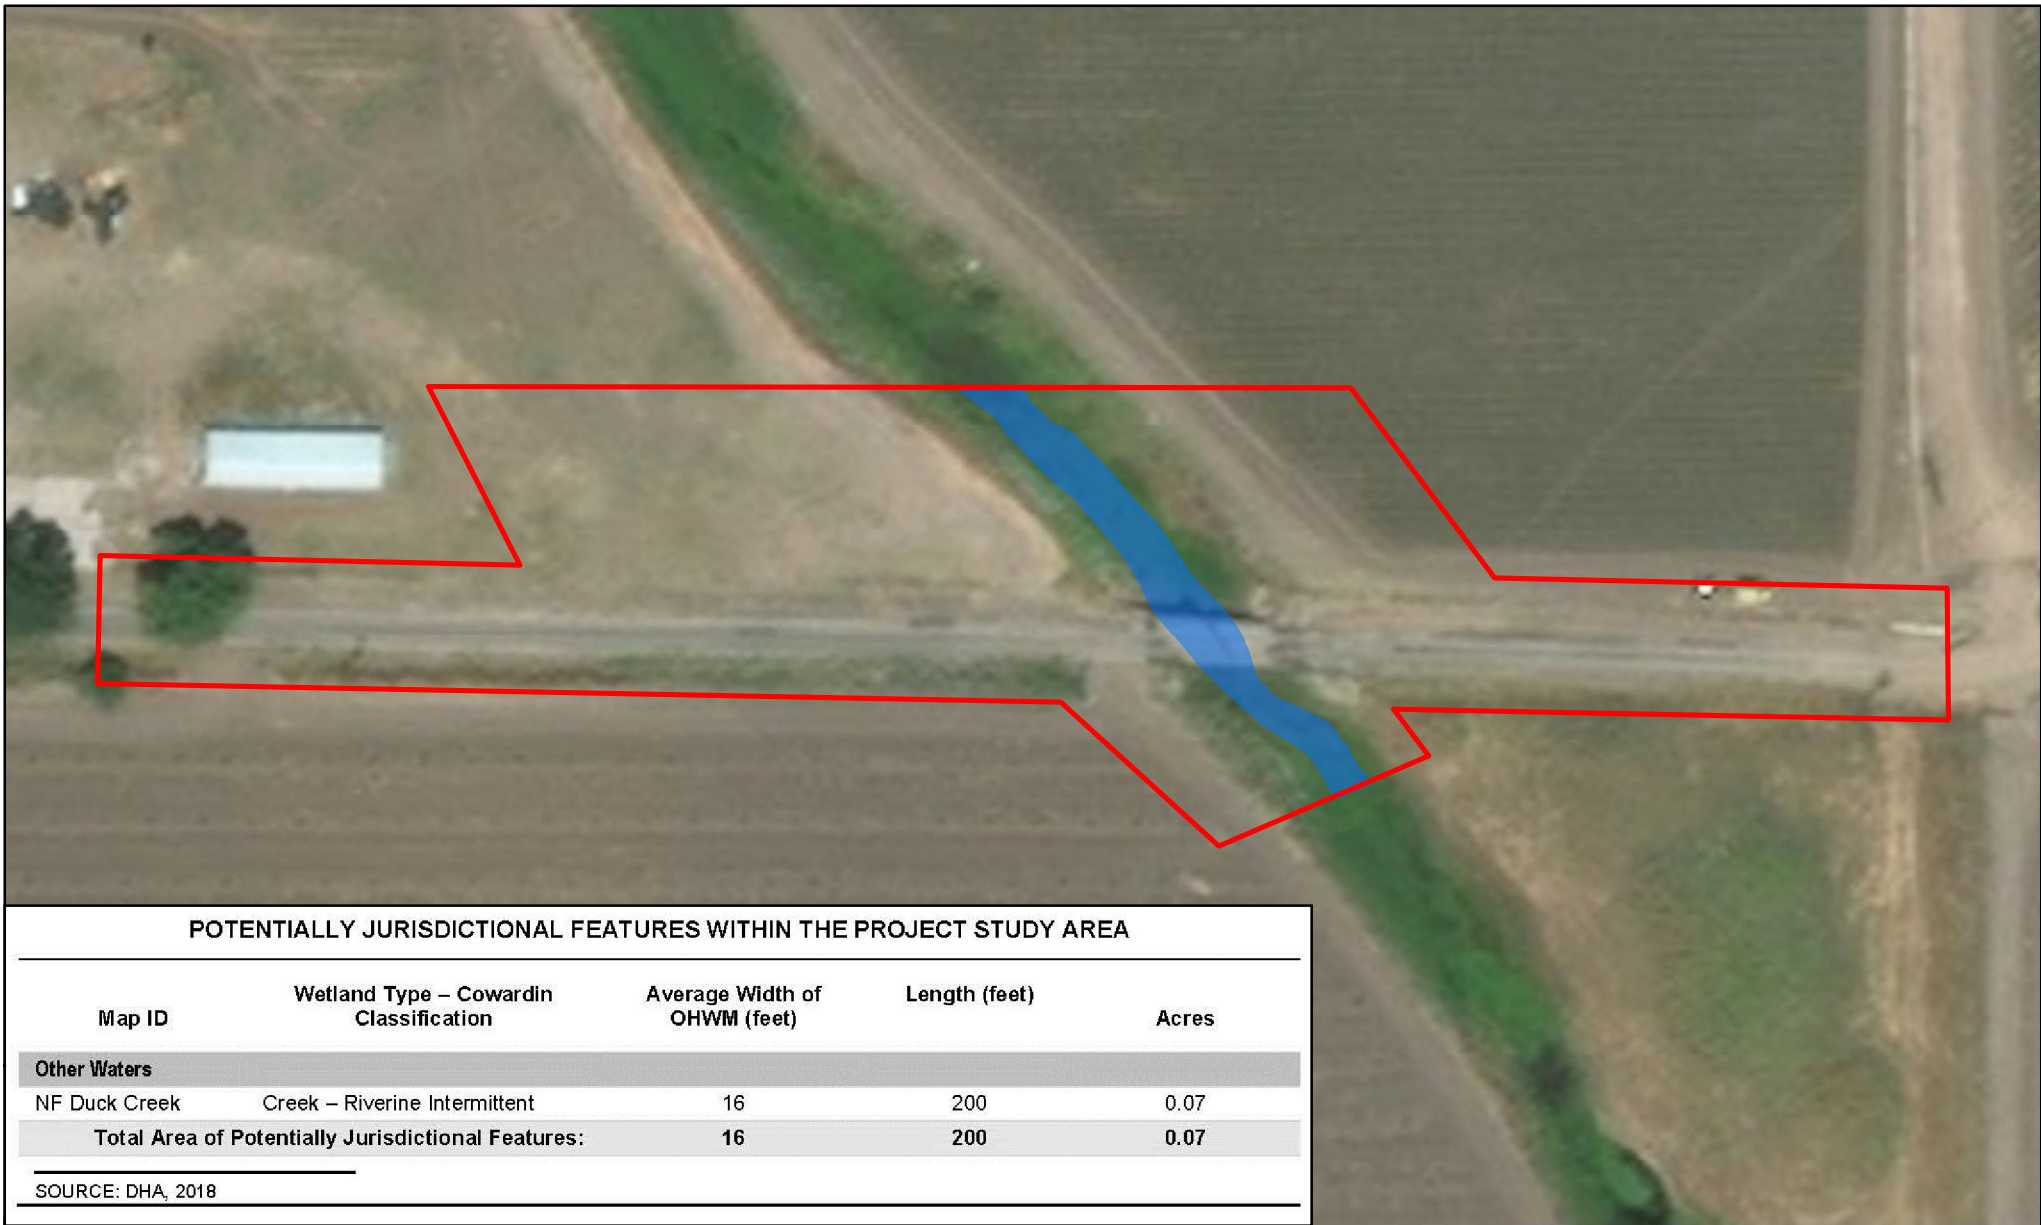 POTENTIALLY JURISDICTIONAL FEATURES WITHIN THE PROJECT STUDY AREA
Map ID Wetland Type – Cowardin Classification Average Width of OHWM (feet) Length (feet) Acres
Other Waters
NF Duck Creek Creek – Riverine Intermittent 16 200 0.07
Total Area of Potentially Jurisdictional Features: 16 200 0.07
SOURCE: DHA, 2018